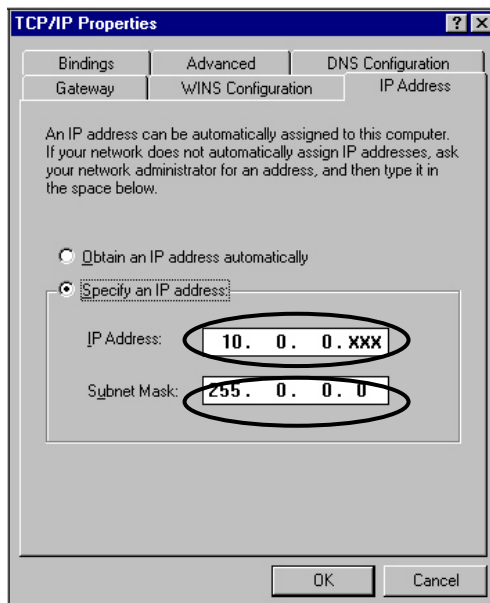 TCP/IP Properties
Bindings Advanced DNS Configuration
Gateway WINS Configuration IP Address
An IP address can be automatically assigned to this computer.
If your network does not automatically assign IP addresses, ask
your network administrator for an address, and then type it in
the space below.
Obtain an IP address automatically
Specify an IP address:
IP Address: 10. 0. 0. XXX
Subnet Mask: 255. 0. 0. 0
OK Cancel